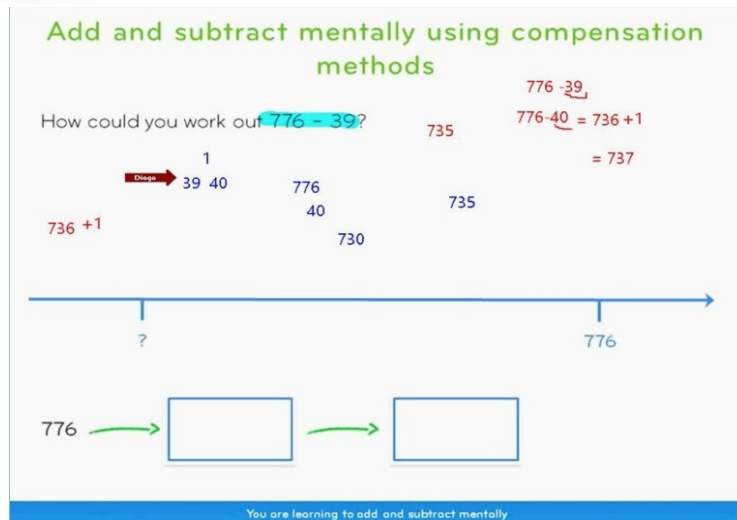 Add and subtract mentally using compensation
methods
776 -39
How could you work out 776 - 39?
735
776-40 = 736 +1
= 737
1
Diego
39 40
776
40
735
730
736 +1
?
776
776
You are learning to add and subtract mentally